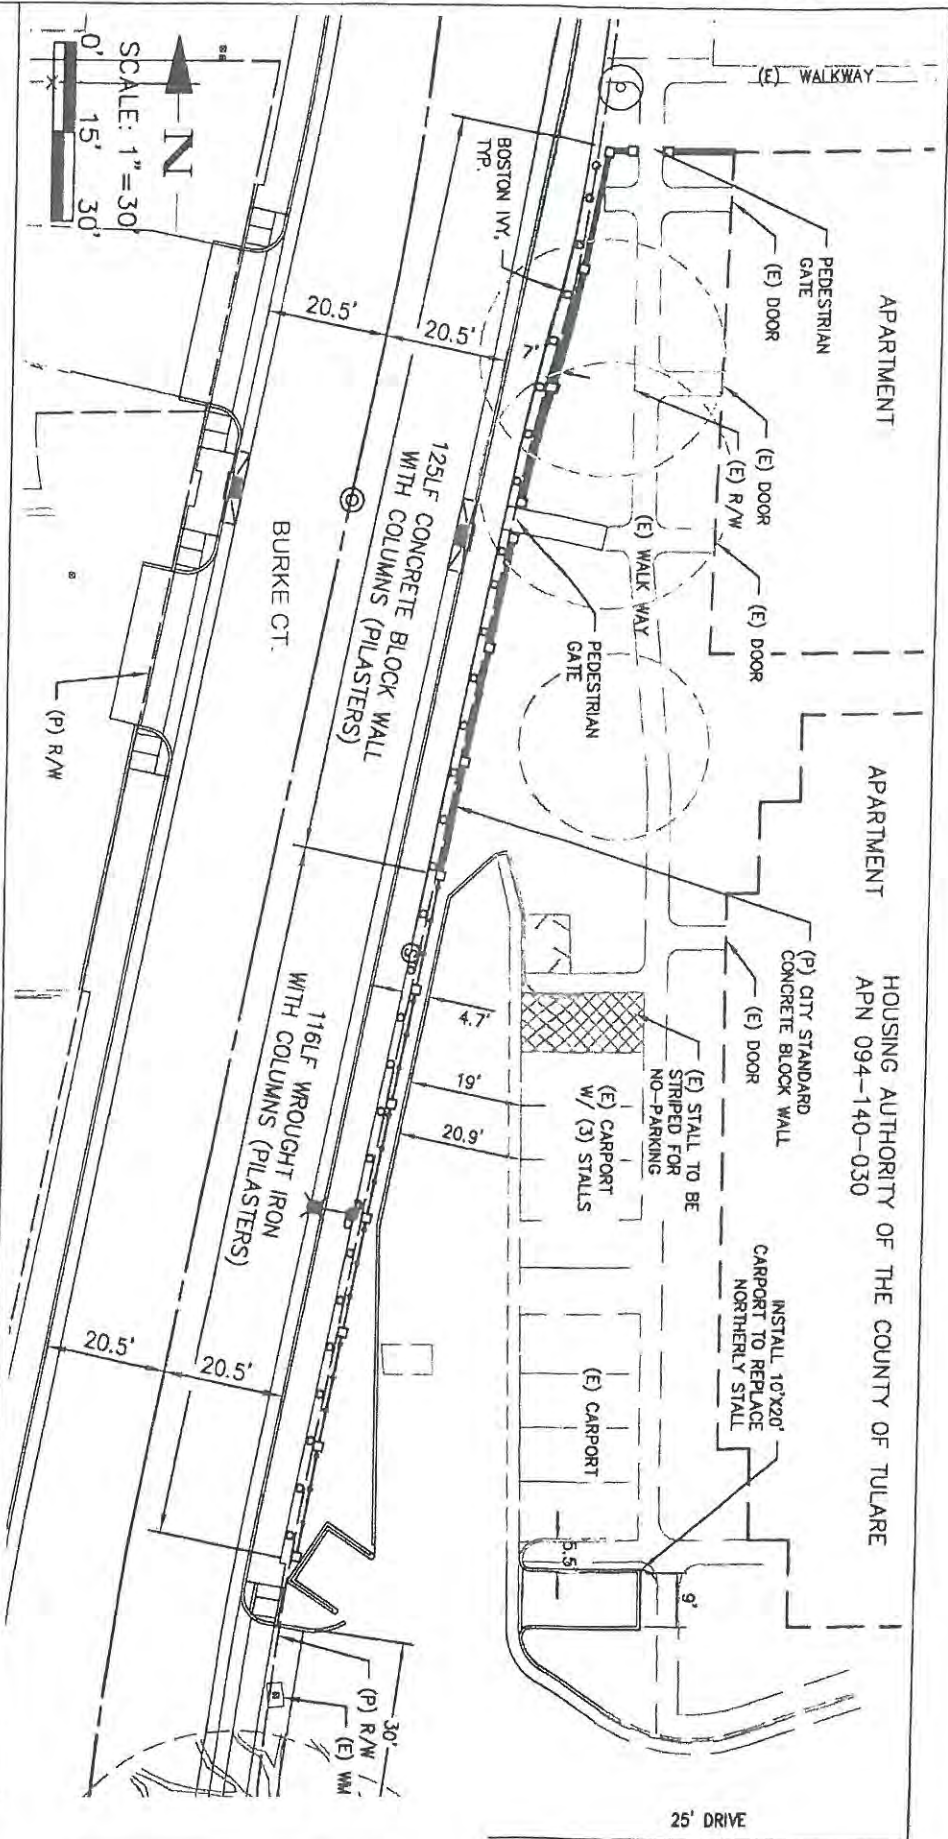 (E) WALKWAY
APARTMENT
PEDESTRIAN
GATE
(E) DOOR
(E) DOOR
(E) R/W
(E) DOOR
BOSTON IVY,
TYP.
7'
(E) WALK WAY
PEDESTRIAN
GATE
N
SCALE: 1"=30'
0' 15' 30'
20.5'
20.5'
125LF CONCRETE BLOCK WALL
WITH COLUMNS (PILASTERS)
BURKE CT.
(P) R/W
APARTMENT
HOUSING AUTHORITY OF THE COUNTY OF TULARE
APN 094-140-030
(P) CITY STANDARD
CONCRETE BLOCK WALL
(E) DOOR
(E) STALL TO BE
STRIPED FOR
NO-PARKING
(E) CARPORT
W/ (3) STALLS
4.7'
19'
20.9'
S
116LF WROUGHT IRON
WITH COLUMNS (PILASTERS)
INSTALL 10'X20'
CARPORT TO REPLACE
NORTHERLY STALL
(E) CARPORT
5.5'
9'
20.5'
20.5'
30'
(P) R/W
(E) WM
25' DRIVE